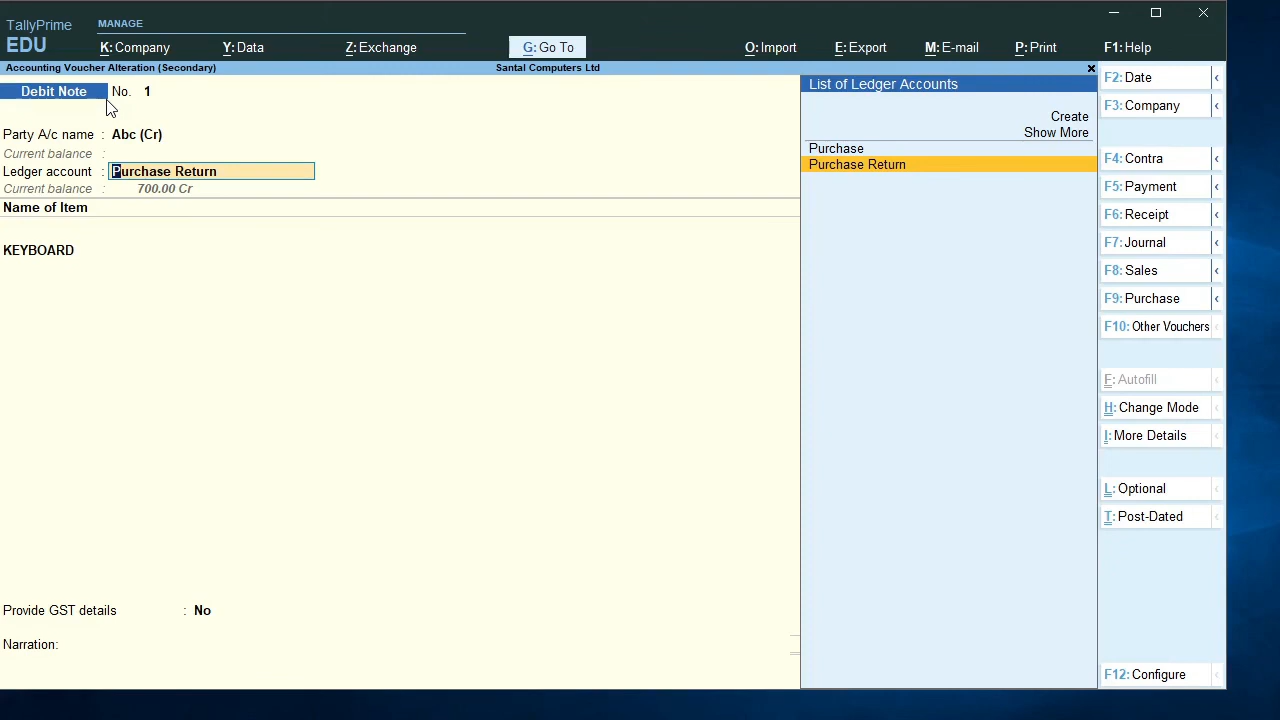 TallyPrime
EDU
MANAGE
K: Company
Y: Data
Z: Exchange
G: Go To
O: Import
E: Export
M: E-mail
P: Print
F1: Help
Accounting Voucher Alteration (Secondary)
Santal Computers Ltd
Debit Note No. 1
Party A/c name : Abc (Cr)
Current balance :
Ledger account : Purchase Return
Current balance : 700.00 Cr
Name of Item
KEYBOARD
Provide GST details : No
Narration:
List of Ledger Accounts
Create
Show More
Purchase
Purchase Return
F2: Date
F3: Company
F4: Contra
F5: Payment
F6: Receipt
F7: Journal
F8: Sales
F9: Purchase
F10: Other Vouchers
F: Autofill
H: Change Mode
I: More Details
L: Optional
T: Post-Dated
F12: Configure